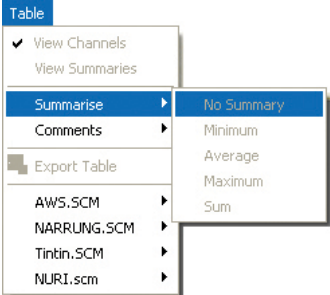 Table
View Channels
View Summaries
Summarise
No Summary
Comments
Minimum
Average
Export Table
Maximum
AWS.SCM
Sum
NARRUNG.SCM
Tintin.SCM
NURI.scm